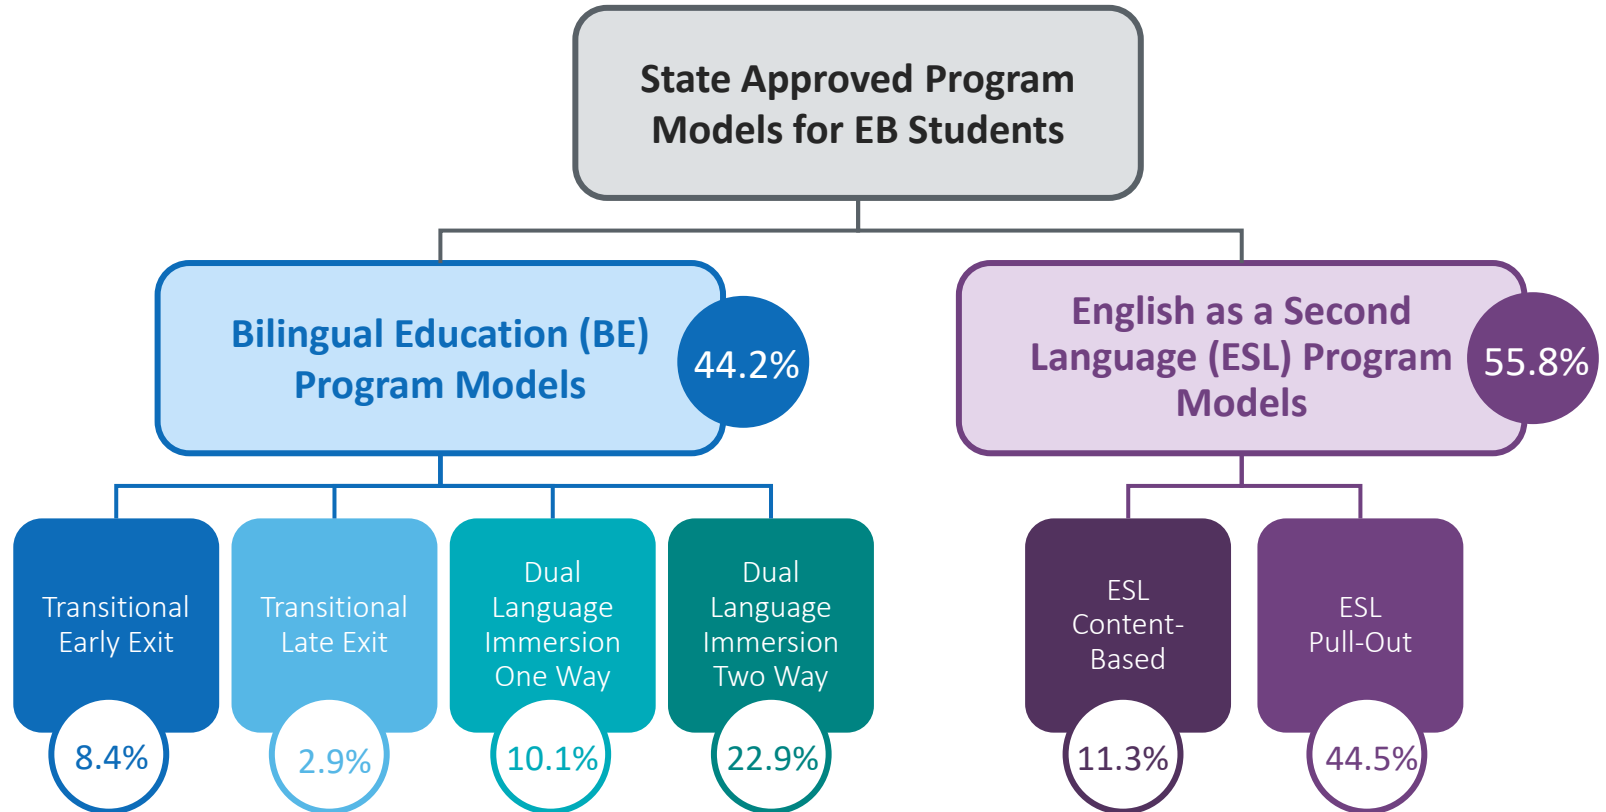 State Approved Program
Models for EB Students
Bilingual Education (BE)
Program Models
44.2%
English as a Second
Language (ESL) Program
Models
55.8%
Transitional
Early Exit
8.4%
Transitional
Late Exit
2.9%
Dual
Language
Immersion
One Way
10.1%
Dual
Language
Immersion
Two Way
22.9%
ESL
Content-
Based
11.3%
ESL
Pull-Out
44.5%